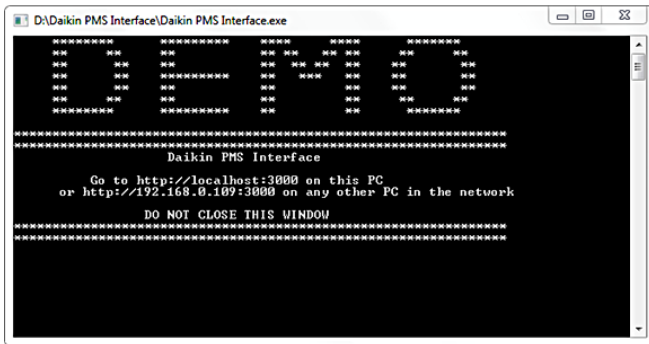 D:\Daikin PMS Interface\Daikin PMS Interface.exe
DEMO
Daikin PMS Interface
Go to http://localhost:3000 on this PC
or http://192.168.0.109:3000 on any other PC in the network
DO NOT CLOSE THIS WINDOW